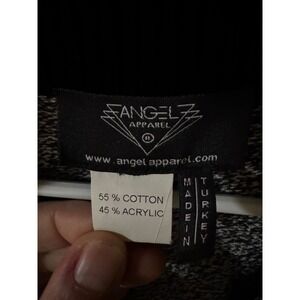 ANGEL
APPAREL
www.angelapparel.com
55 % COTTON
45 % ACRYLIC
MADE IN
TURKEY